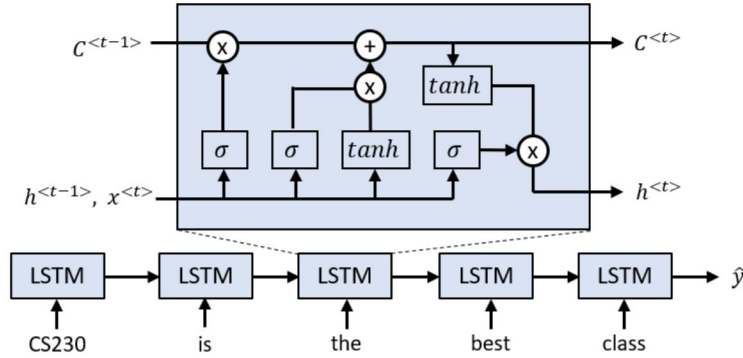 C<t-1> x + C<t>
x tanh
σ σ tanh σ x
h<t-1>, x<t> h<t>
LSTM LSTM LSTM LSTM LSTM ŷ
CS230 is the best class